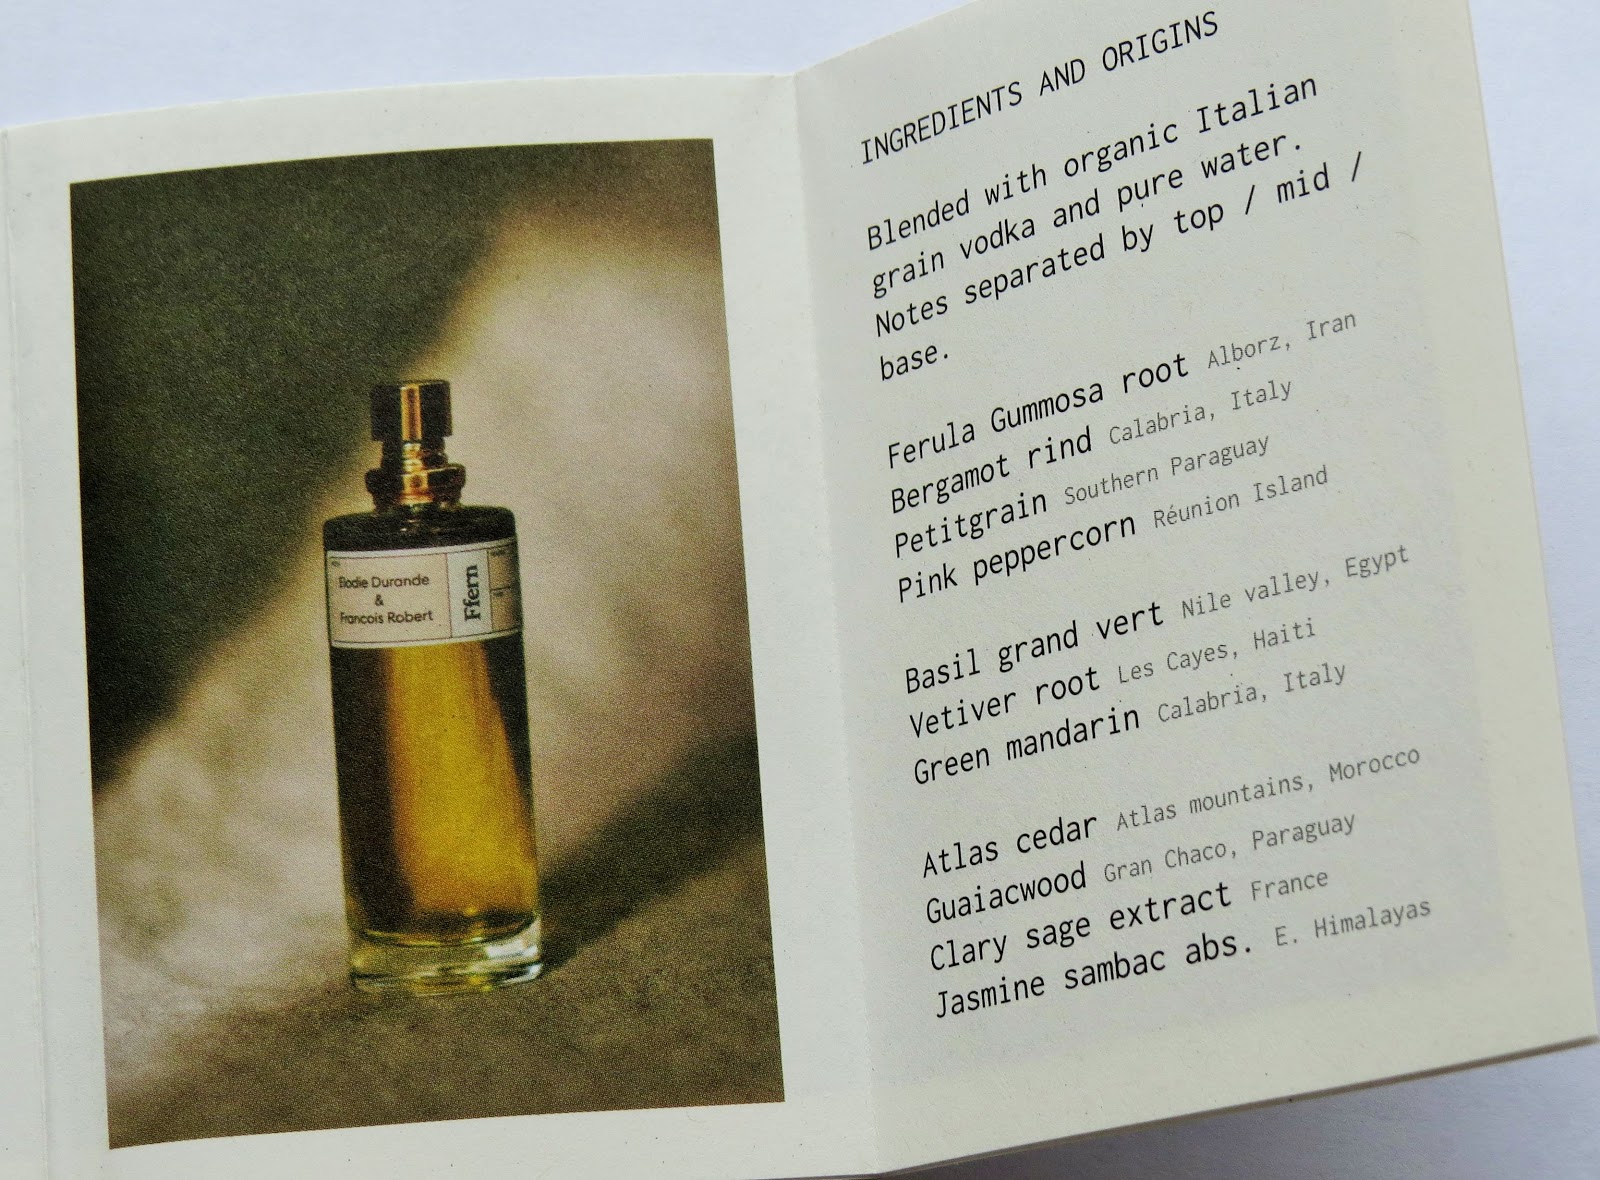 Elodie Durande
&
Francois Robert
Ffern
INGREDIENTS AND ORIGINS
Blended with organic Italian
grain vodka and pure water.
Notes separated by top / mid /
base.
Ferula Gummosa root Alborz, Iran
Bergamot rind Calabria, Italy
Petitgrain Southern Paraguay
Pink peppercorn Réunion Island
Basil grand vert Nile valley, Egypt
Vetiver root Les Cayes, Haiti
Green mandarin Calabria, Italy
Atlas cedar Atlas mountains, Morocco
Guaiacwood Gran Chaco, Paraguay
Clary sage extract France
Jasmine sambac abs. E. Himalayas